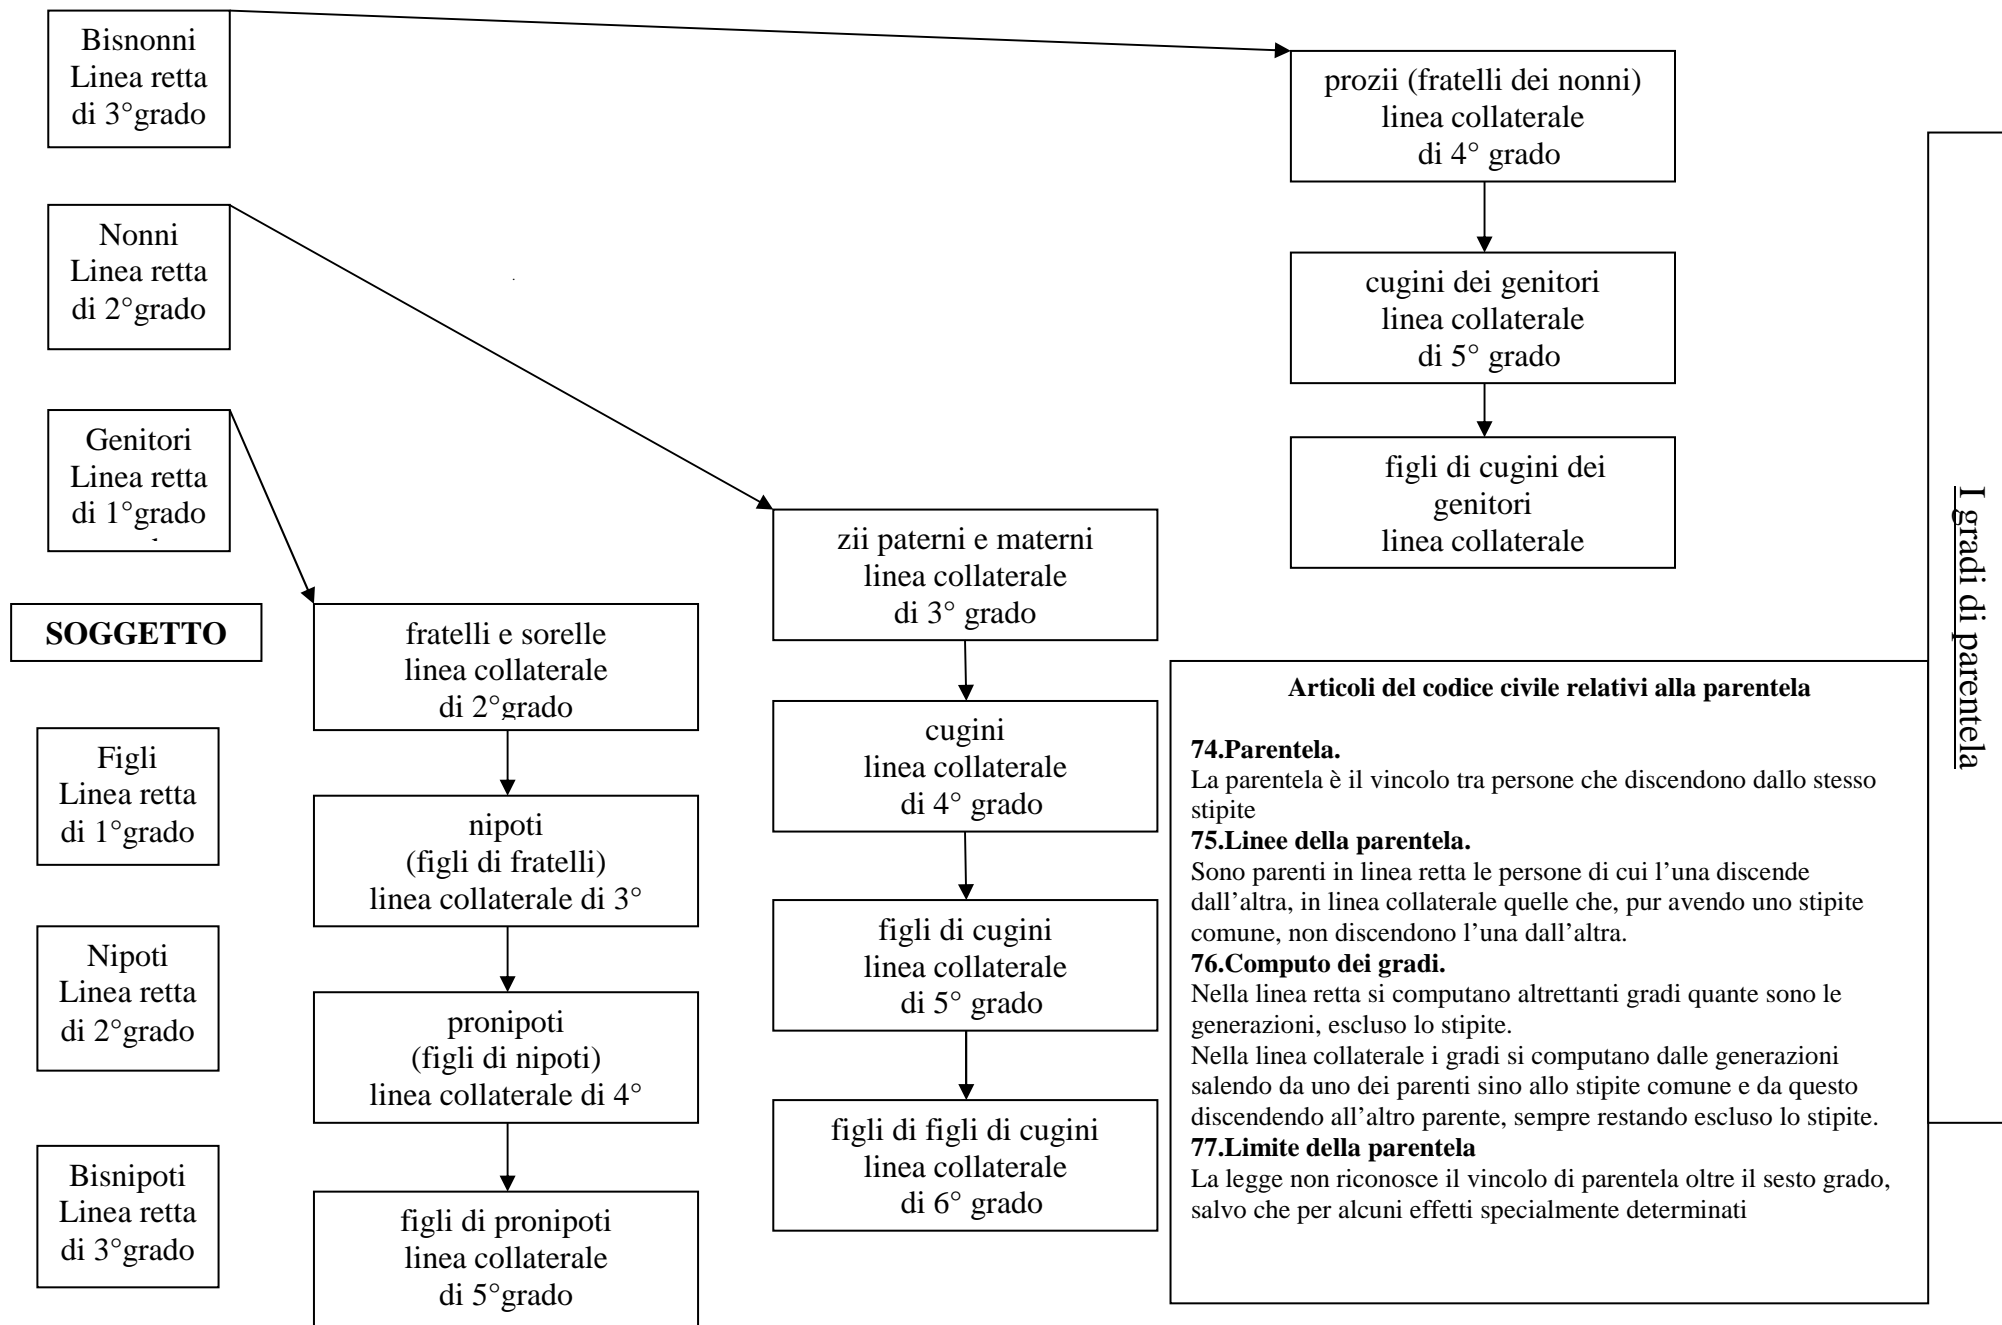 Bisnonni
Linea retta
di 3°grado
Nonni
Linea retta
di 2°grado
Genitori
Linea retta
di 1°grado
SOGGETTO
Figli
Linea retta
di 1°grado
Nipoti
Linea retta
di 2°grado
Bisnipoti
Linea retta
di 3°grado
fratelli e sorelle
linea collaterale
di 2°grado
nipoti
(figli di fratelli)
linea collaterale di 3°
pronipoti
(figli di nipoti)
linea collaterale di 4°
figli di pronipoti
linea collaterale
di 5°grado
zii paterni e materni
linea collaterale
di 3° grado
cugini
linea collaterale
di 4° grado
figli di cugini
linea collaterale
di 5° grado
figli di figli di cugini
linea collaterale
di 6° grado
prozii (fratelli dei nonni)
linea collaterale
di 4° grado
cugini dei genitori
linea collaterale
di 5° grado
figli di cugini dei
genitori
linea collaterale
Articoli del codice civile relativi alla parentela
74.Parentela.
La parentela è il vincolo tra persone che discendono dallo stesso
stipite
75.Linee della parentela.
Sono parenti in linea retta le persone di cui l'una discende
dall'altra, in linea collaterale quelle che, pur avendo uno stipite
comune, non discendono l'una dall'altra.
76.Computo dei gradi.
Nella linea retta si computano altrettanti gradi quante sono le
generazioni, escluso lo stipite.
Nella linea collaterale i gradi si computano dalle generazioni
salendo da uno dei parenti sino allo stipite comune e da questo
discendendo all'altro parente, sempre restando escluso lo stipite.
77.Limite della parentela
La legge non riconosce il vincolo di parentela oltre il sesto grado,
salvo che per alcuni effetti specialmente determinati
I gradi di parentela